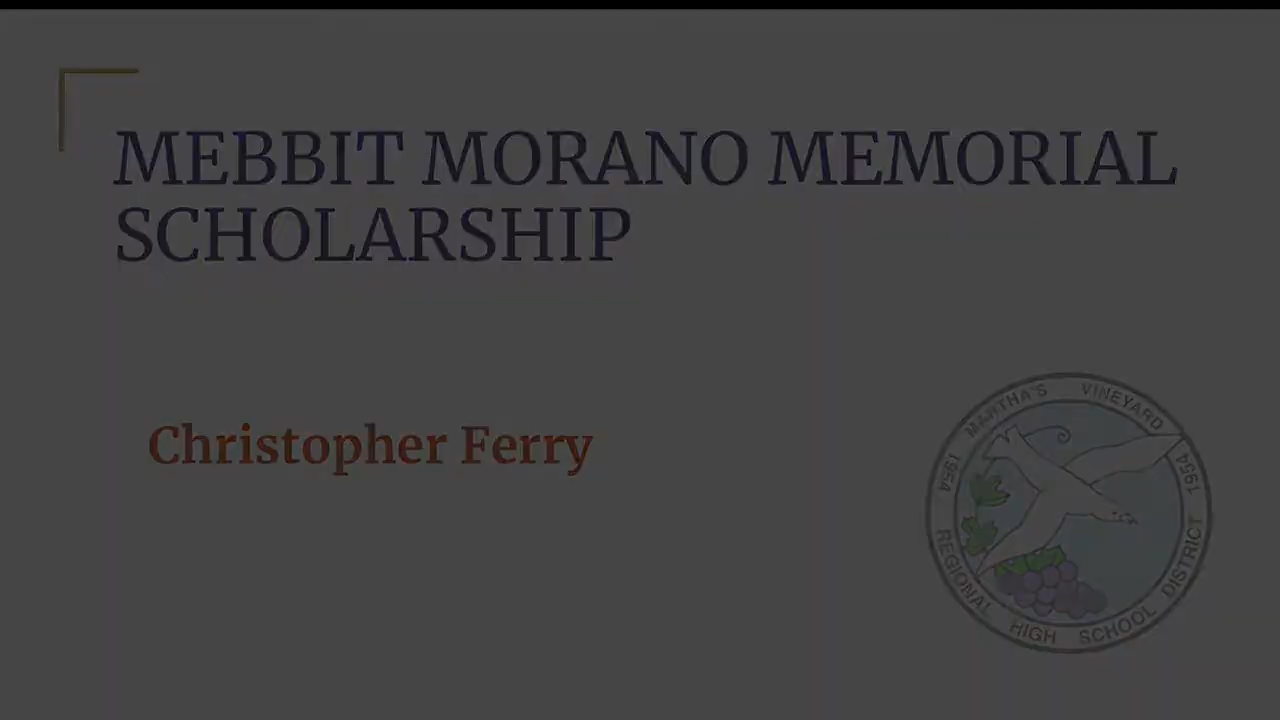 MEBBIT MORANO MEMORIAL
SCHOLARSHIP
Christopher Ferry
MARTHA'S VINEYARD
1954 1954
REGIONAL HIGH SCHOOL DISTRICT